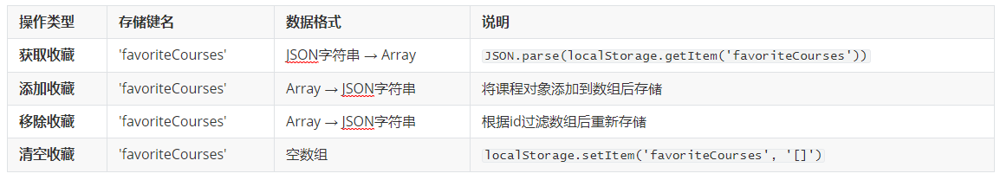 操作类型 存储键名 数据格式 说明
获取收藏 'favoriteCourses' JSON字符串 → Array JSON.parse(localStorage.getItem('favoriteCourses'))
添加收藏 'favoriteCourses' Array → JSON字符串 将课程对象添加到数组后存储
移除收藏 'favoriteCourses' Array → JSON字符串 根据id过滤数组后重新存储
清空收藏 'favoriteCourses' 空数组 localStorage.setItem('favoriteCourses', '[]')